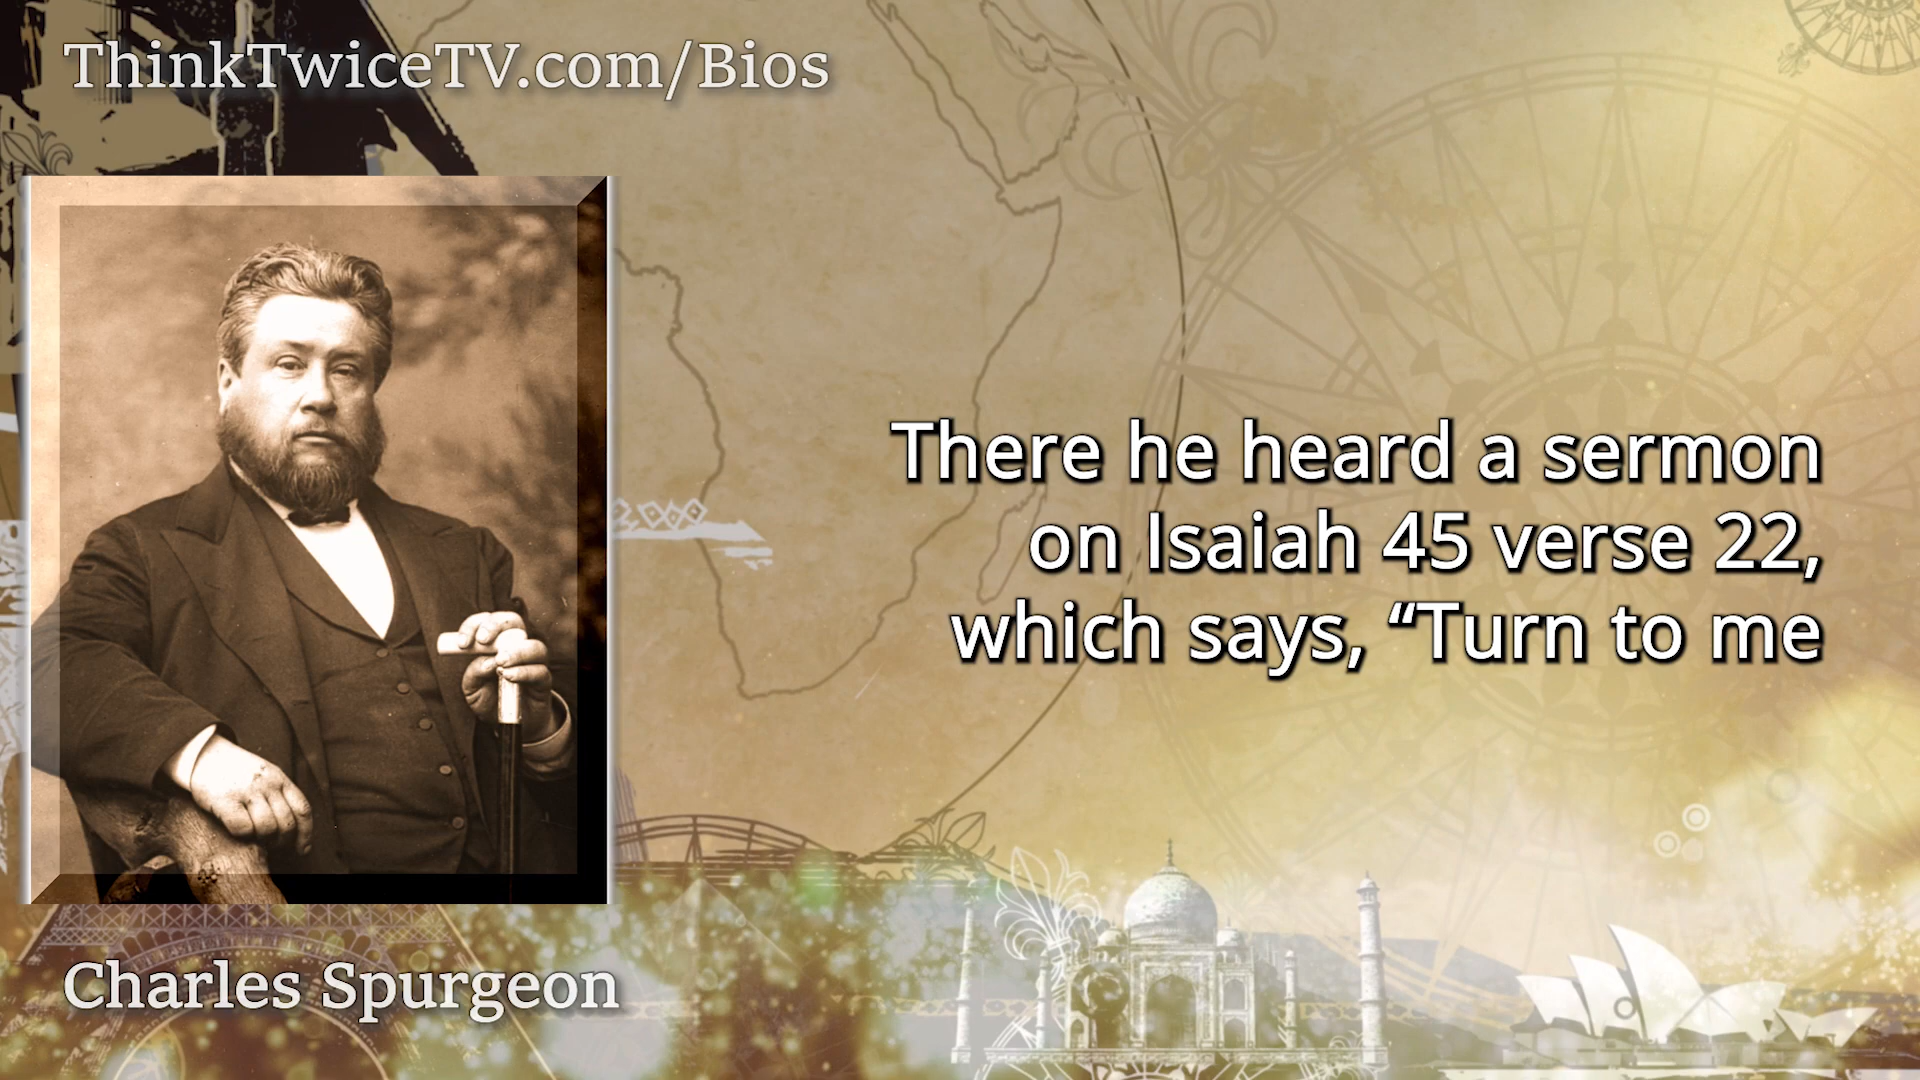 ThinkTwiceTV.com/Bios
There he heard a sermon
on Isaiah 45 verse 22,
which says, “Turn to me
Charles Spurgeon